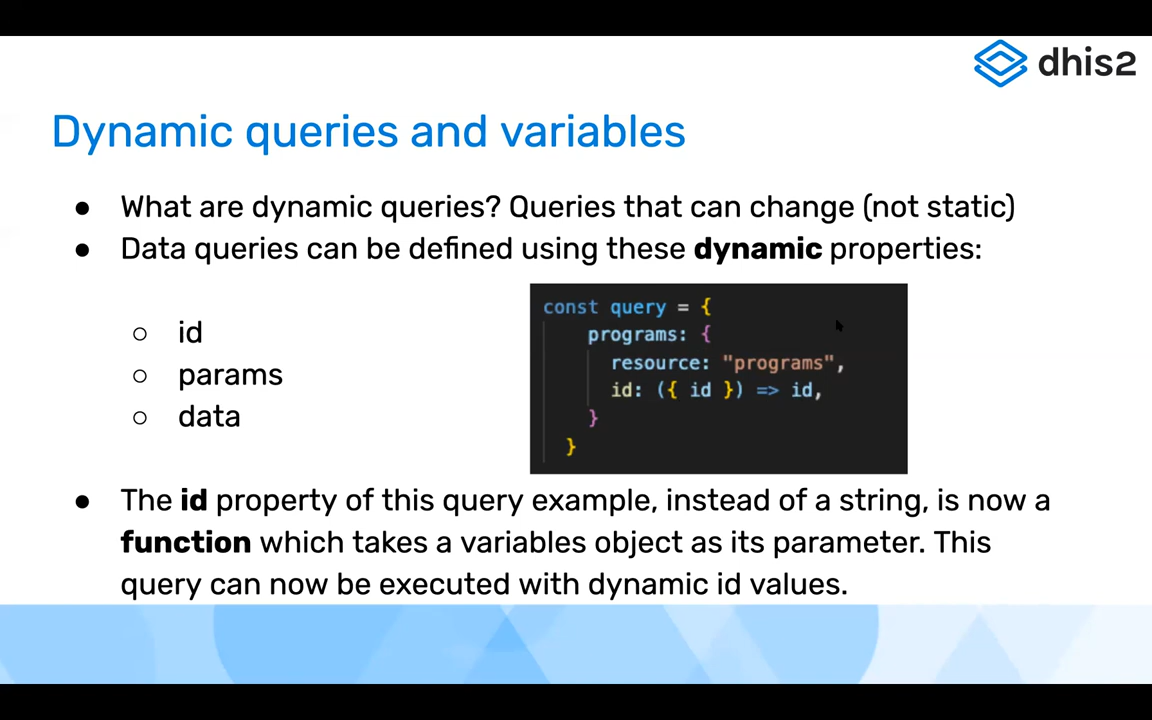 dhis2
Dynamic queries and variables
● What are dynamic queries? Queries that can change (not static)
● Data queries can be defined using these dynamic properties:
○ id
○ params
○ data
const query = {
programs: {
resource: "programs",
id: ({ id }) => id,
}
}
● The id property of this query example, instead of a string, is now a
function which takes a variables object as its parameter. This
query can now be executed with dynamic id values.